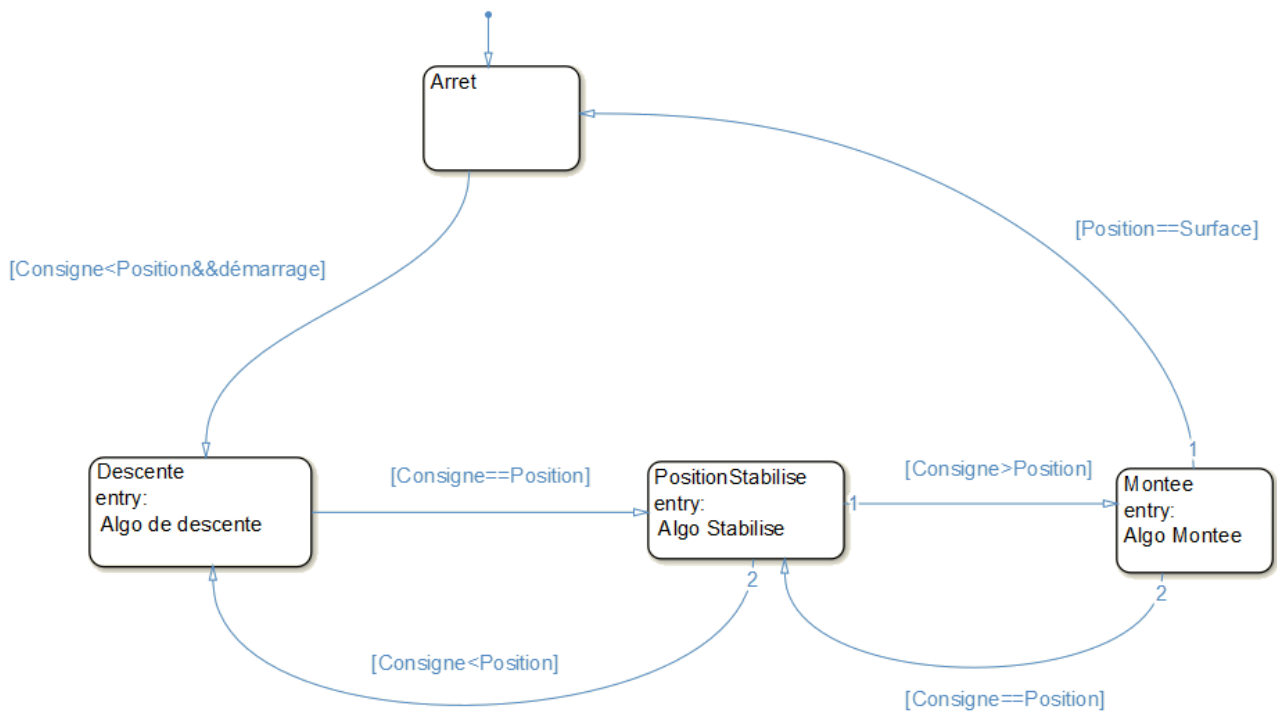 Arret
[Position==Surface]
[Consigne<Position&&démarrage]
Descente
entry:
Algo de descente
[Consigne==Position]
PositionStabilise
entry:
Algo Stabilise
1
[Consigne>Position]
1
Montee
entry:
Algo Montee
2
2
[Consigne<Position]
[Consigne==Position]